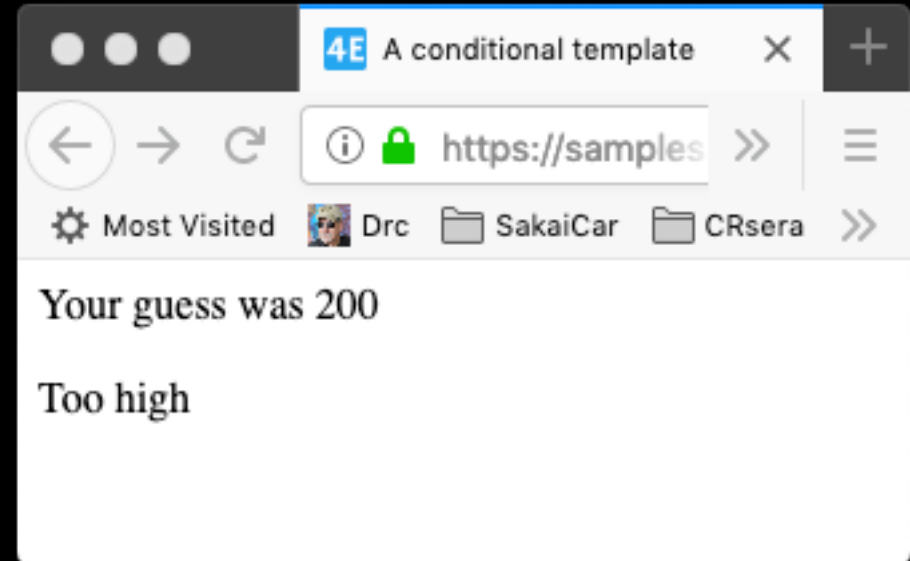 4E A conditional template
https://samples
Most Visited Drc SakaiCar CRsera
Your guess was 200
Too high